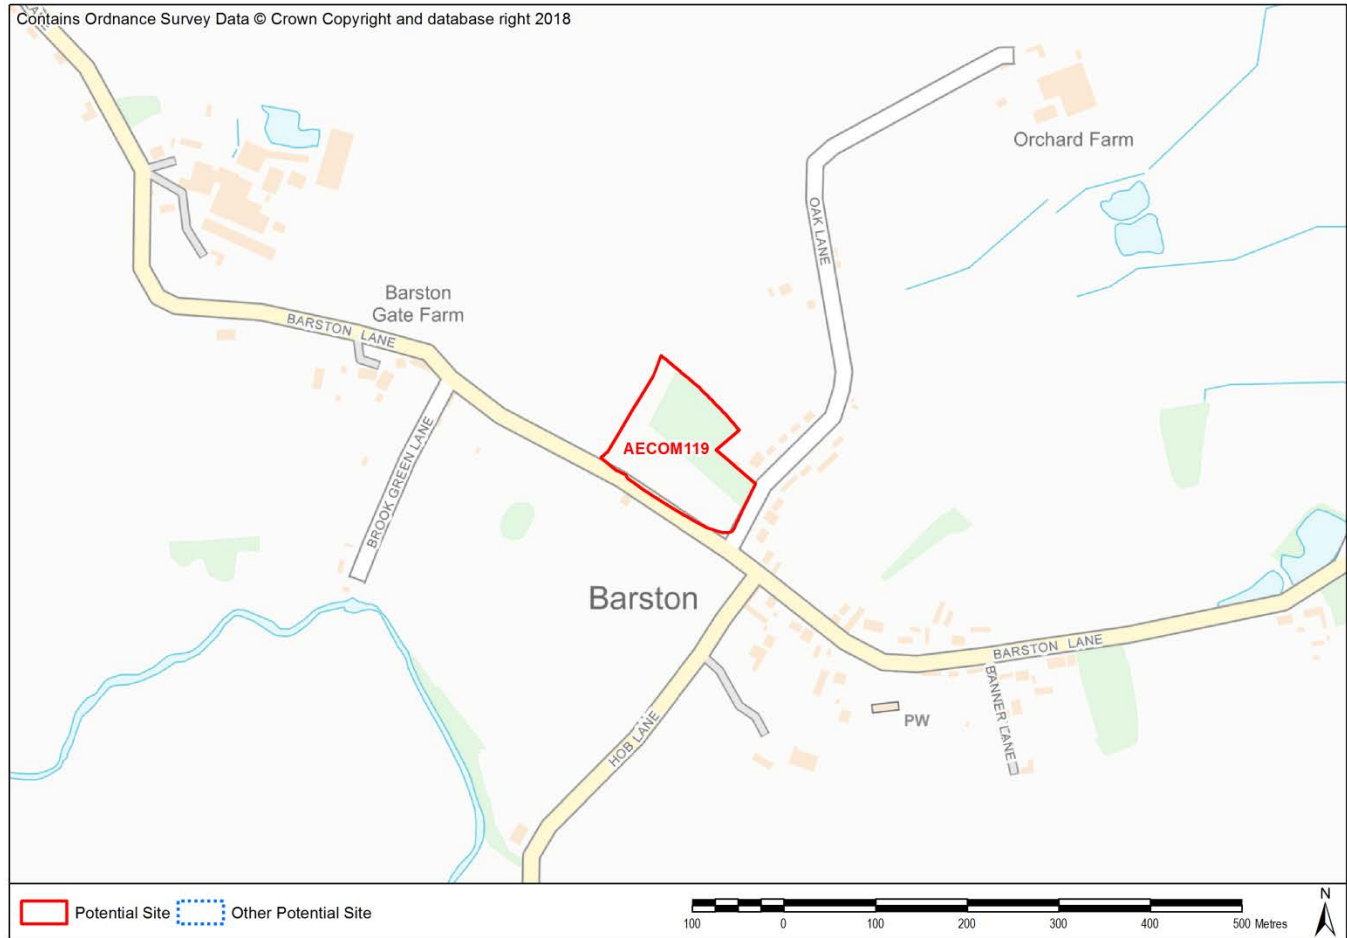 Contains Ordnance Survey Data © Crown Copyright and database right 2018
Orchard Farm
OAK LANE
Barston
Gate Farm
BARSTON LANE
AECOM119
BROOK GREEN LANE
Barston
BARSTON LANE
BANNER LANE
PW
HOB LANE
Potential Site
Other Potential Site
100 0 100 200 300 400 500 Metres
N